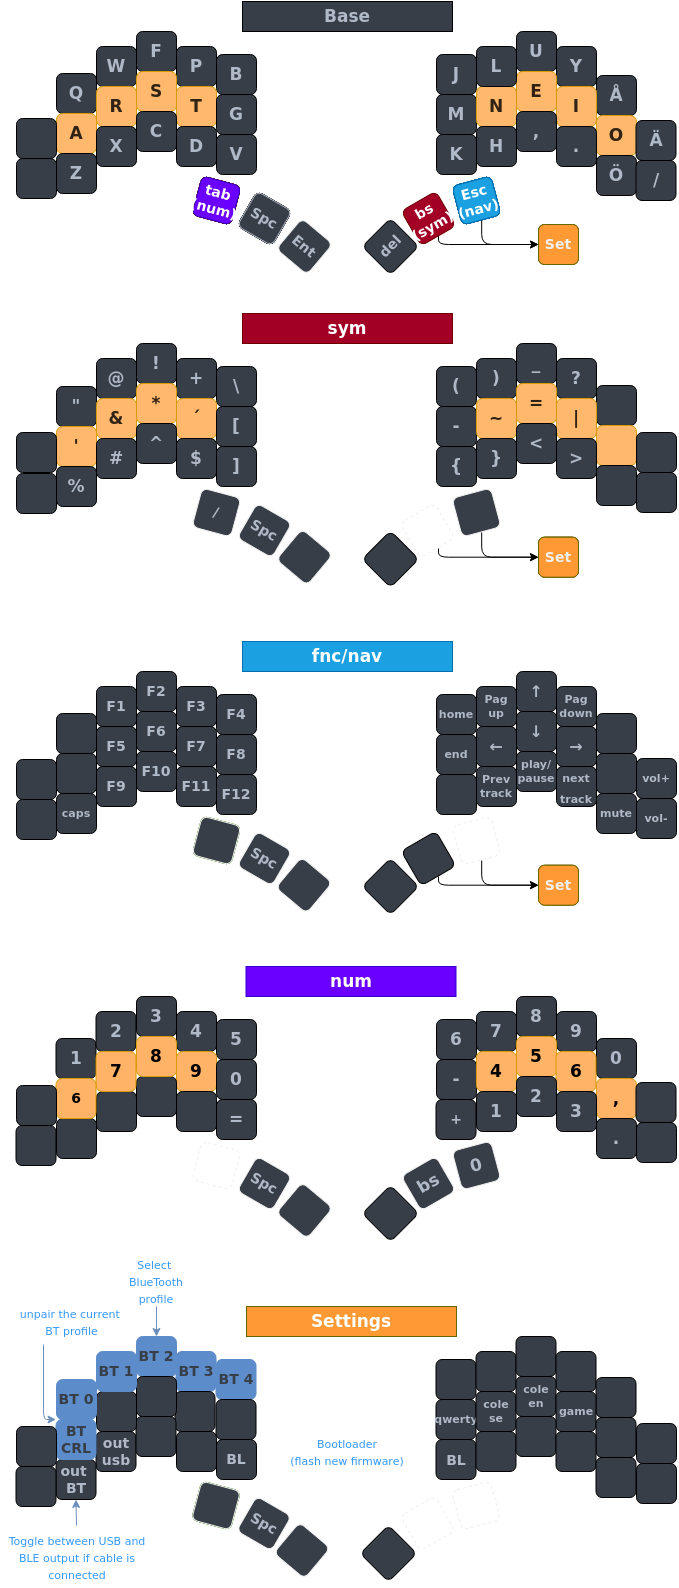 Base
F
W P
Q B
S
R T
A G
C
X D
Z V
U
L Y
J Å
E
N I
M O Ä
,
H .
K Ö /
tab
num)
Spc
Ent
del
bs
(sym)
Esc
(nav)
Set
sym
!
@ +
" \
*
& ´
' [
^
# $
% ]
_
) ?
(
=
~ |
-
<
} >
{
/
Spc
Set
fnc/nav
F2
F1 F3
F4
F6
F5 F7
F8
F10
F9 F11
caps F12
↑
Pag
up
Pag
down
home
↓
← →
end
play/
pause
Prev
track
next
track
vol+
mute vol-
Spc
Set
num
3
2 4
1 5
8
7 9
6 0
=
8
7 9
6 0
5
4 6
- ,
2
1 3
+ .
Spc
bs
0
Select
BlueTooth
profile
unpair the current
BT profile
Settings
BT 2
BT 1 BT 3
BT 0 BT 4
BT
CRL
out
usb
out
BT
BL
cole
en
cole
se
game
qwerty
BL
Bootloader
(flash new firmware)
Spc
Toggle between USB and
BLE output if cable is
connected